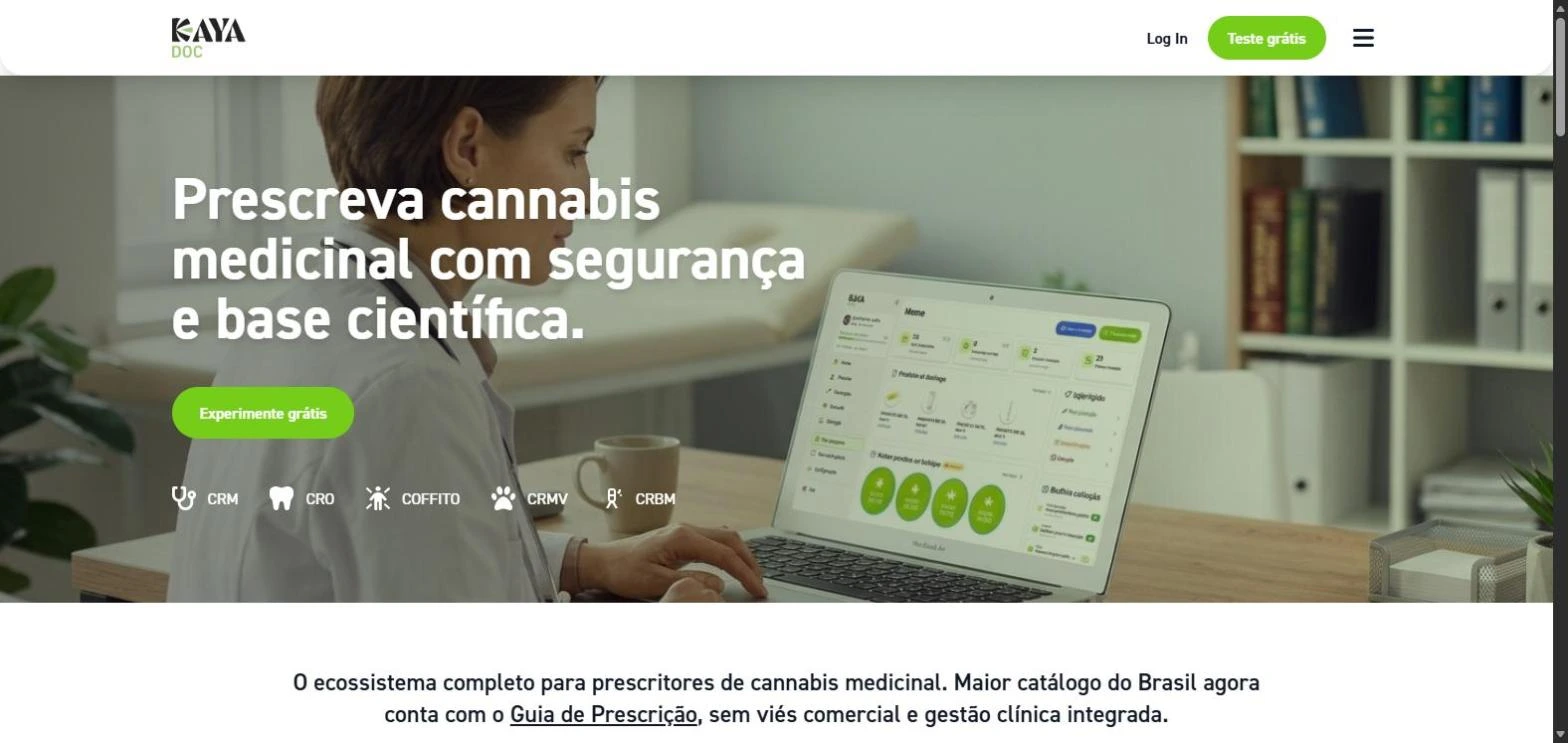 KAYA
DOC
Log In
Teste grátis
Prescreva cannabis
medicinal com segurança
e base científica.
Experimente grátis
CRM
CRO
COFFITO
CRMV
CRBM
O ecossistema completo para prescritores de cannabis medicinal. Maior catálogo do Brasil agora
conta com o Guia de Prescrição, sem viés comercial e gestão clínica integrada.